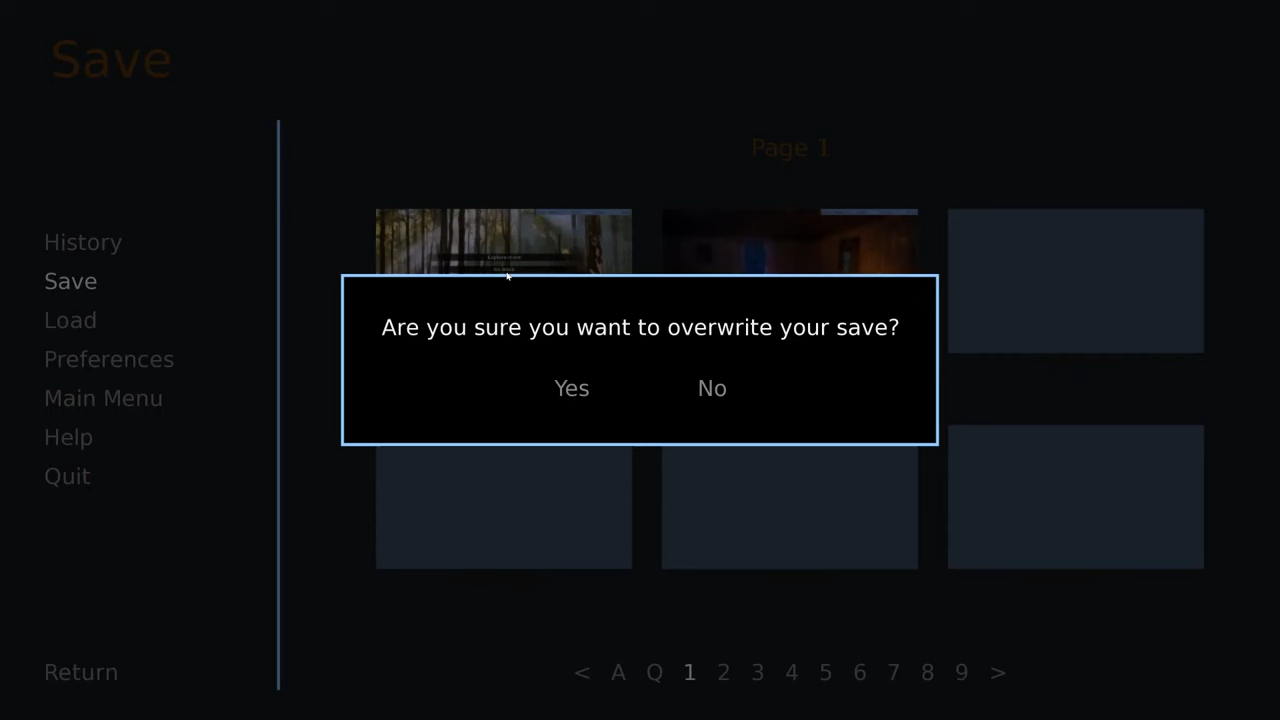 Save
Page 1
History
Save
Load
Preferences
Main Menu
Help
Quit
Are you sure you want to overwrite your save?
Yes No
Return
< A Q 1 2 3 4 5 6 7 8 9 >